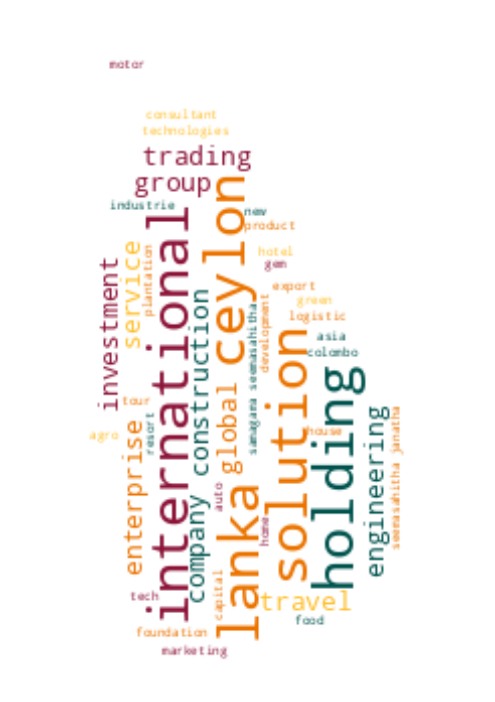 motor
consultant
technologies
trading
group
industrie
new
product
international
ceylon
service
plantation
investment
hotel
gem
export
green
logistic
asia
colombo
construction
samagara seemasahitha
development
solution
holding
global
tour
agro
resort
enterprise
house
engineering
seemasahitha janatha
company
lanka
auto
home
capital
tech
travel
food
foundation
marketing